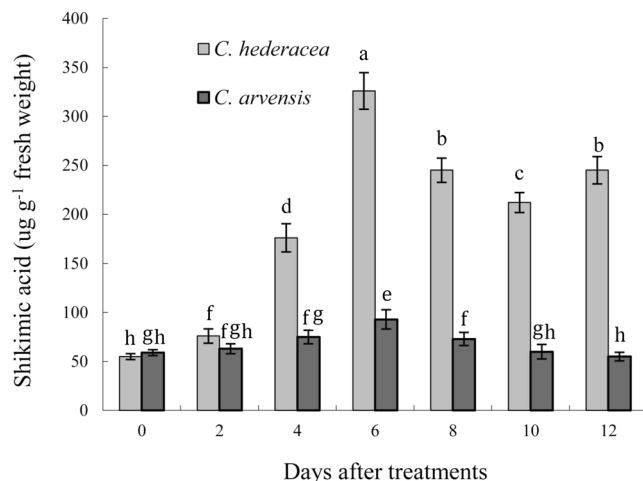 400
350
300
250
200
150
100
50
0
Shikimic acid (ug g⁻¹ fresh weight)
C. hederacea
C. arvensis
h
gh
f
fgh
d
fg
a
e
b
f
c
gh
b
h
0 2 4 6 8 10 12
Days after treatments